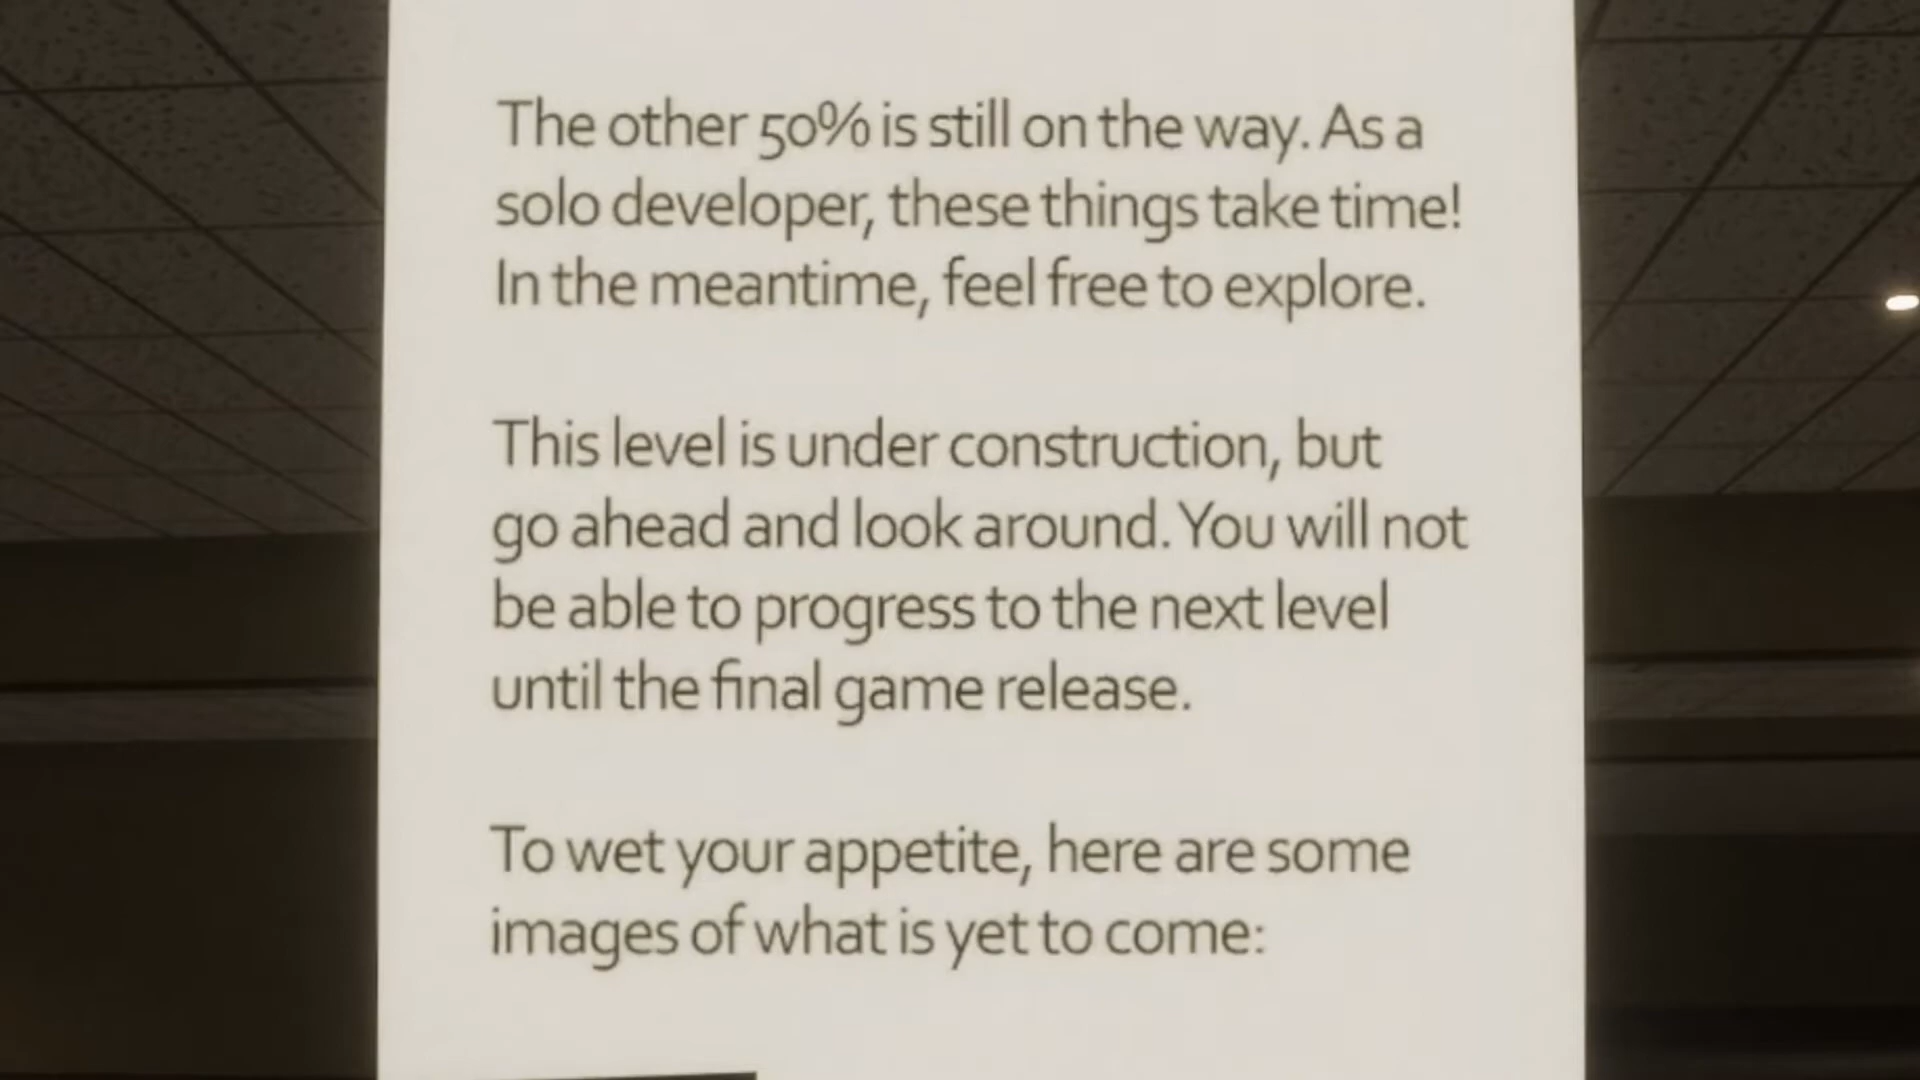 The other 50% is still on the way. As a
solo developer, these things take time!
In the meantime, feel free to explore.
This level is under construction, but
go ahead and look around. You will not
be able to progress to the next level
until the final game release.
To wet your appetite, here are some
images of what is yet to come: